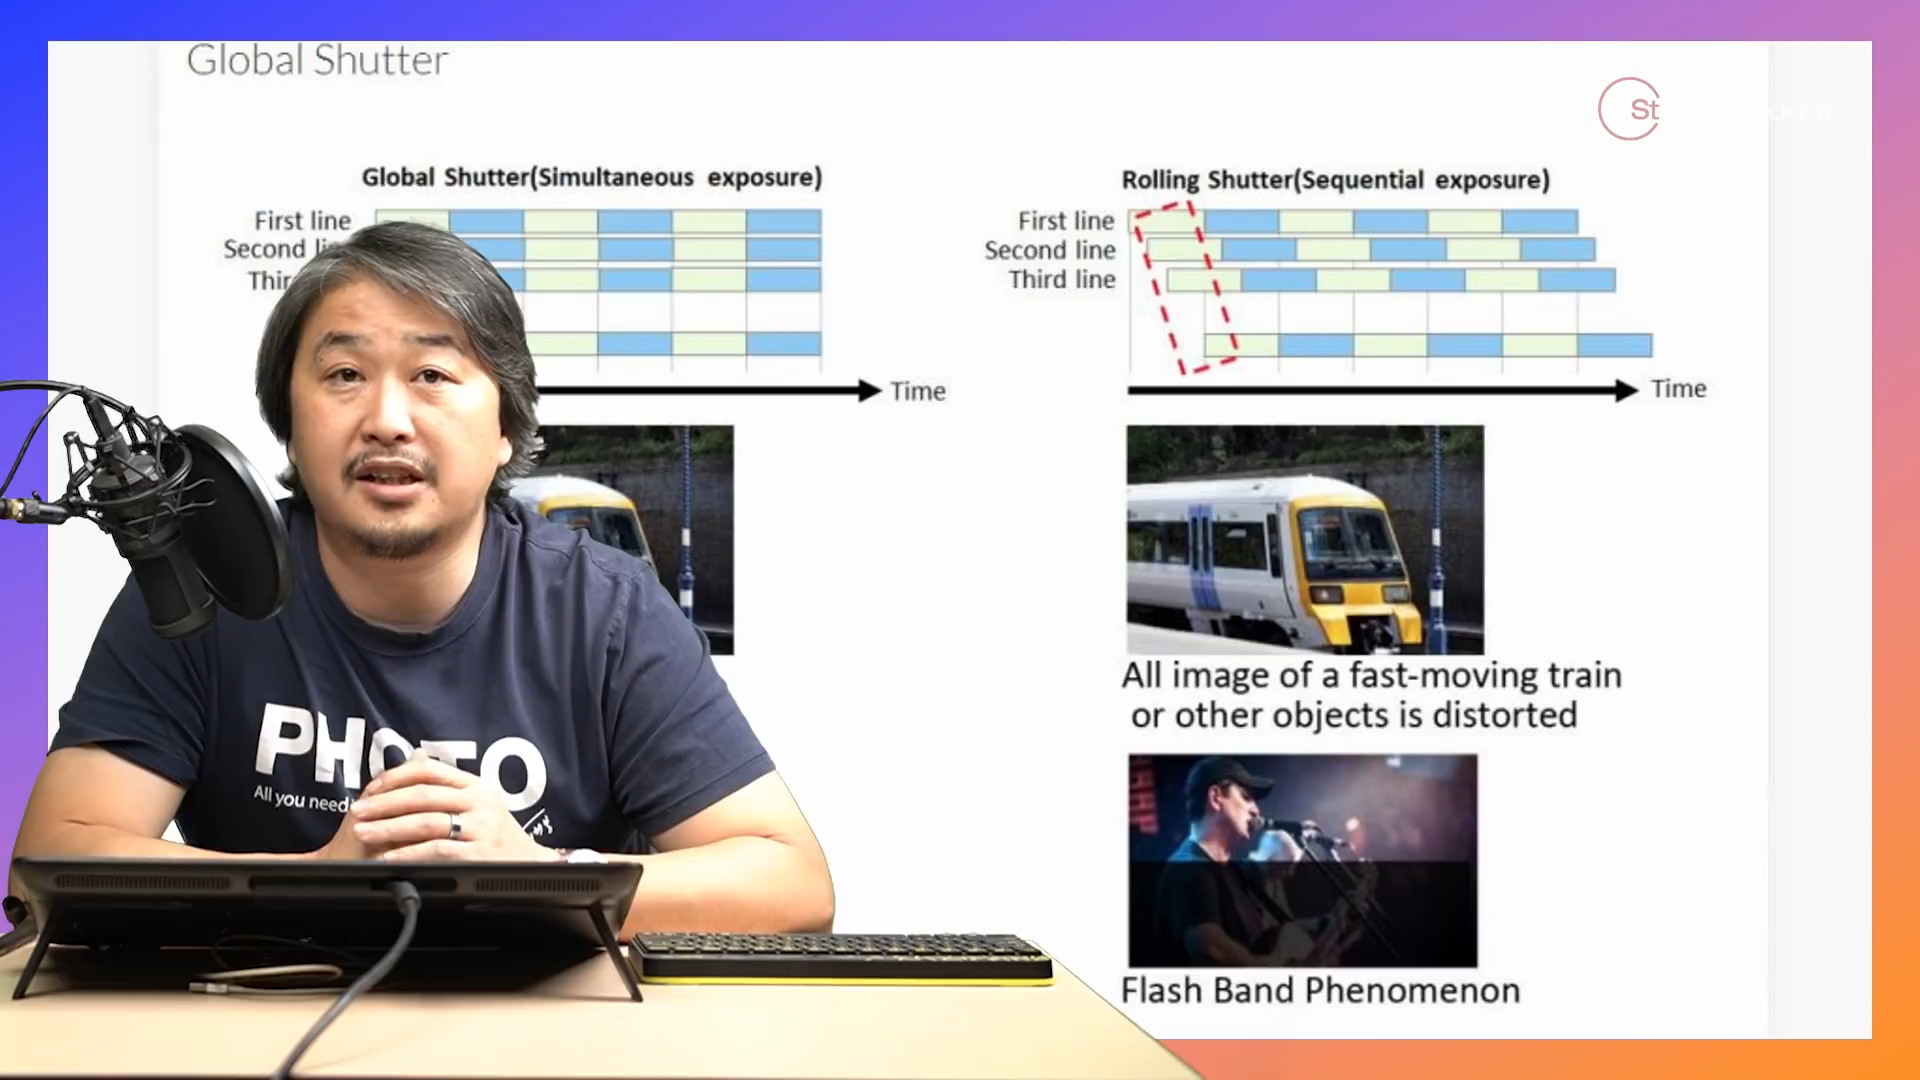 Global Shutter
St
Global Shutter(Simultaneous exposure)
First line
Second
Time
Rolling Shutter(Sequential exposure)
First line
Second line
Third line
Time
All image of a fast-moving train
or other objects is distorted
Flash Band Phenomenon
PHOTO
All you need